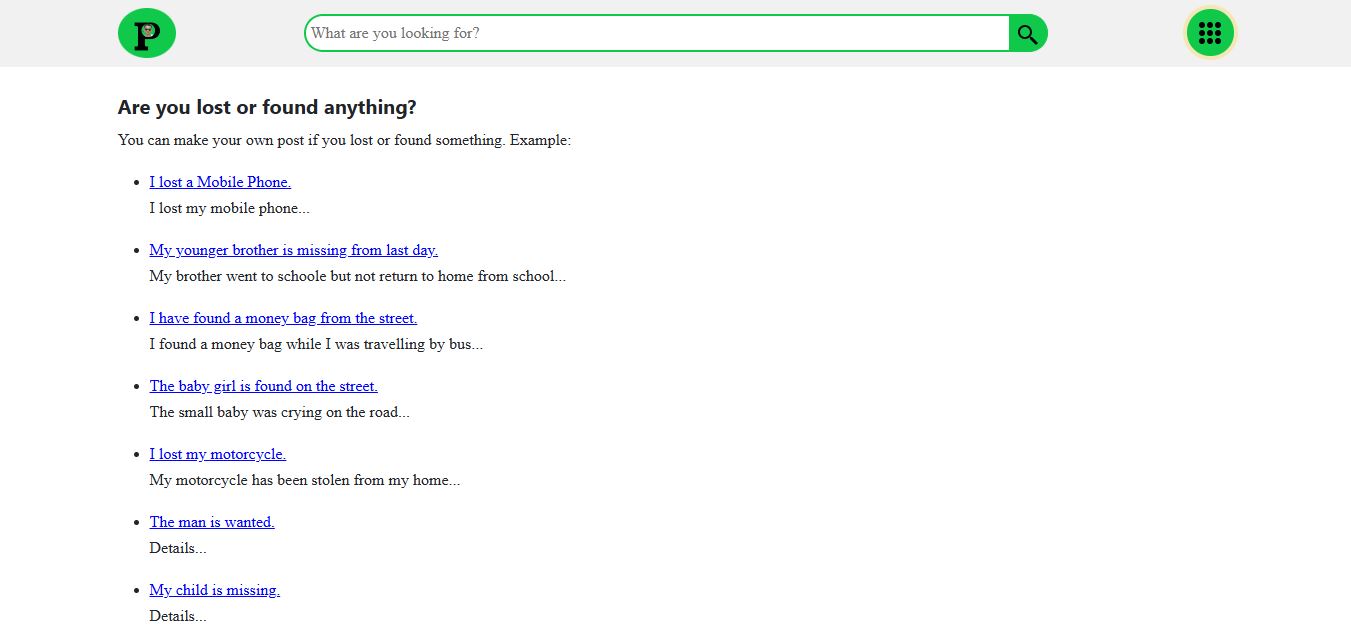 P
What are you looking for?
Are you lost or found anything?
You can make your own post if you lost or found something. Example:
I lost a Mobile Phone.
I lost my mobile phone...
My younger brother is missing from last day.
My brother went to schoole but not return to home from school...
I have found a money bag from the street.
I found a money bag while I was travelling by bus...
The baby girl is found on the street.
The small baby was crying on the road...
I lost my motorcycle.
My motorcycle has been stolen from my home...
The man is wanted.
Details...
My child is missing.
Details...